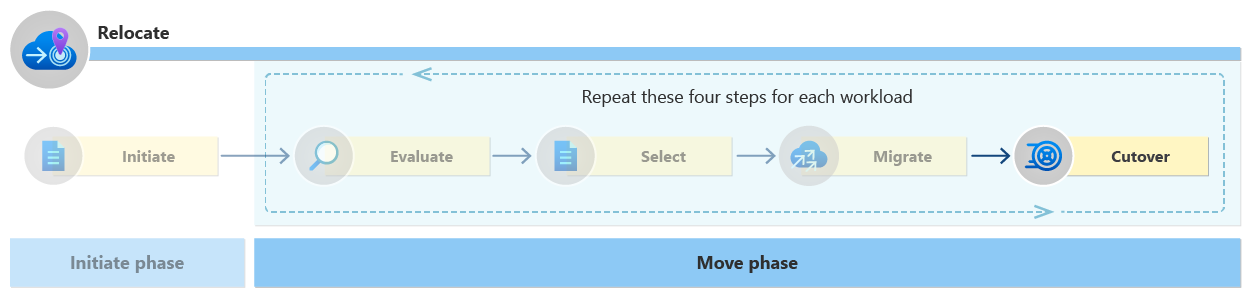 Relocate
Repeat these four steps for each workload
Initiate
Evaluate
Select
Migrate
Cutover
Initiate phase
Move phase